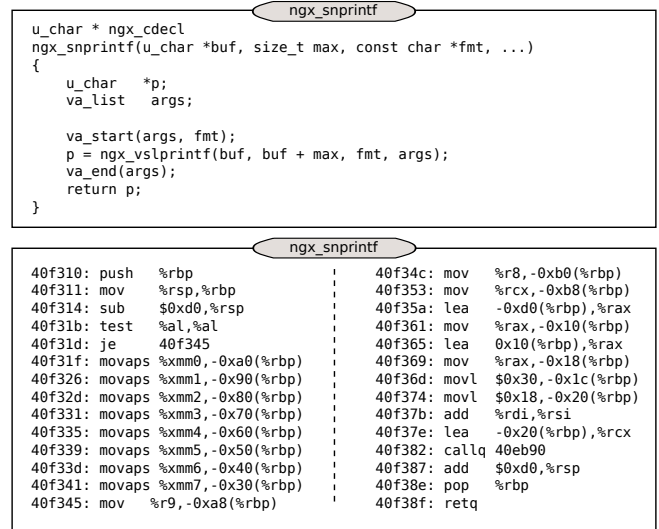 ngx_snprintf
u_char * ngx_cdecl
ngx_snprintf(u_char *buf, size_t max, const char *fmt, ...)
{
    u_char   *p;
    va_list   args;

    va_start(args, fmt);
    p = ngx_vslprintf(buf, buf + max, fmt, args);
    va_end(args);
    return p;
}
ngx_snprintf
40f310: push   %rbp
40f311: mov    %rsp,%rbp
40f314: sub    $0xd0,%rsp
40f31b: test   %al,%al
40f31d: je     40f345
40f31f: movaps %xmm0,-0xa0(%rbp)
40f326: movaps %xmm1,-0x90(%rbp)
40f32d: movaps %xmm2,-0x80(%rbp)
40f331: movaps %xmm3,-0x70(%rbp)
40f335: movaps %xmm4,-0x60(%rbp)
40f339: movaps %xmm5,-0x50(%rbp)
40f33d: movaps %xmm6,-0x40(%rbp)
40f341: movaps %xmm7,-0x30(%rbp)
40f345: mov   %r9,-0xa8(%rbp)
40f34c: mov    %r8,-0xb0(%rbp)
40f353: mov    %rcx,-0xb8(%rbp)
40f35a: lea    -0xd0(%rbp),%rax
40f361: mov    %rax,-0x10(%rbp)
40f365: lea    0x10(%rbp),%rax
40f369: mov    %rax,-0x18(%rbp)
40f36d: movl   $0x30,-0x1c(%rbp)
40f374: movl   $0x18,-0x20(%rbp)
40f37b: add    %rdi,%rsi
40f37e: lea    -0x20(%rbp),%rcx
40f382: callq  40eb90
40f387: add    $0xd0,%rsp
40f38e: pop    %rbp
40f38f: retq